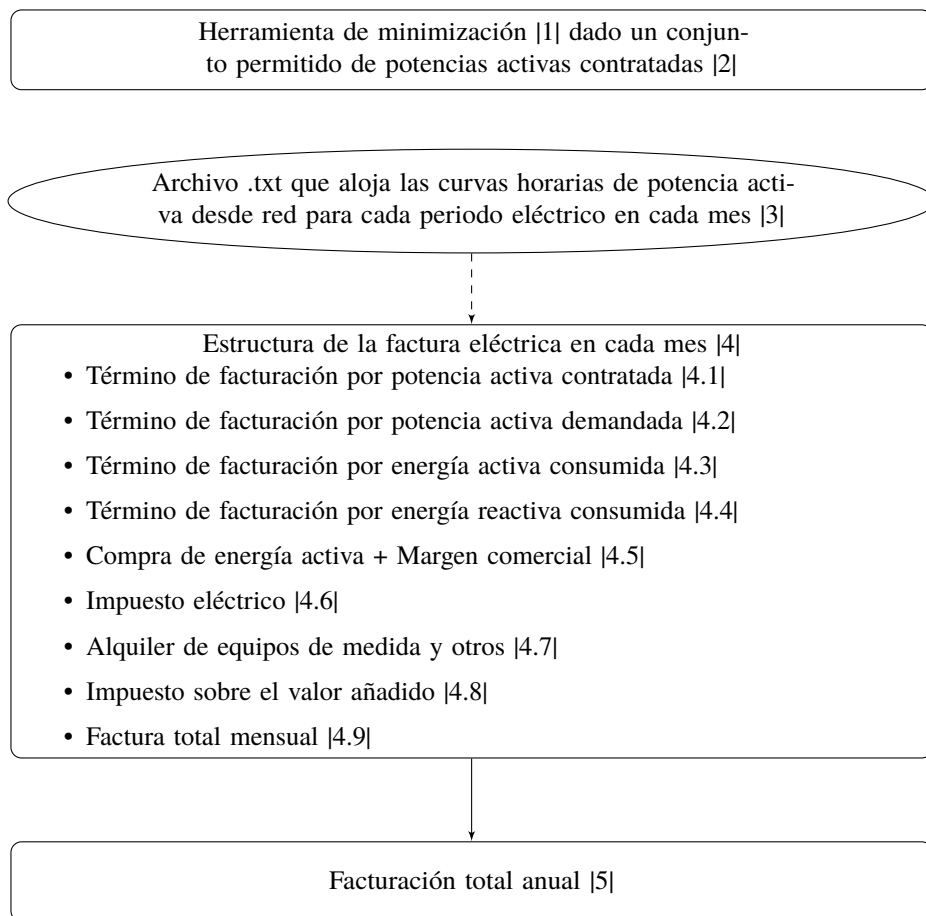 Herramienta de minimización |1| dado un conjun-
to permitido de potencias activas contratadas |2|
Archivo .txt que aloja las curvas horarias de potencia acti-
va desde red para cada periodo eléctrico en cada mes |3|
Estructura de la factura eléctrica en cada mes |4|
• Término de facturación por potencia activa contratada |4.1|
• Término de facturación por potencia activa demandada |4.2|
• Término de facturación por energía activa consumida |4.3|
• Término de facturación por energía reactiva consumida |4.4|
• Compra de energía activa + Margen comercial |4.5|
• Impuesto eléctrico |4.6|
• Alquiler de equipos de medida y otros |4.7|
• Impuesto sobre el valor añadido |4.8|
• Factura total mensual |4.9|
Facturación total anual |5|